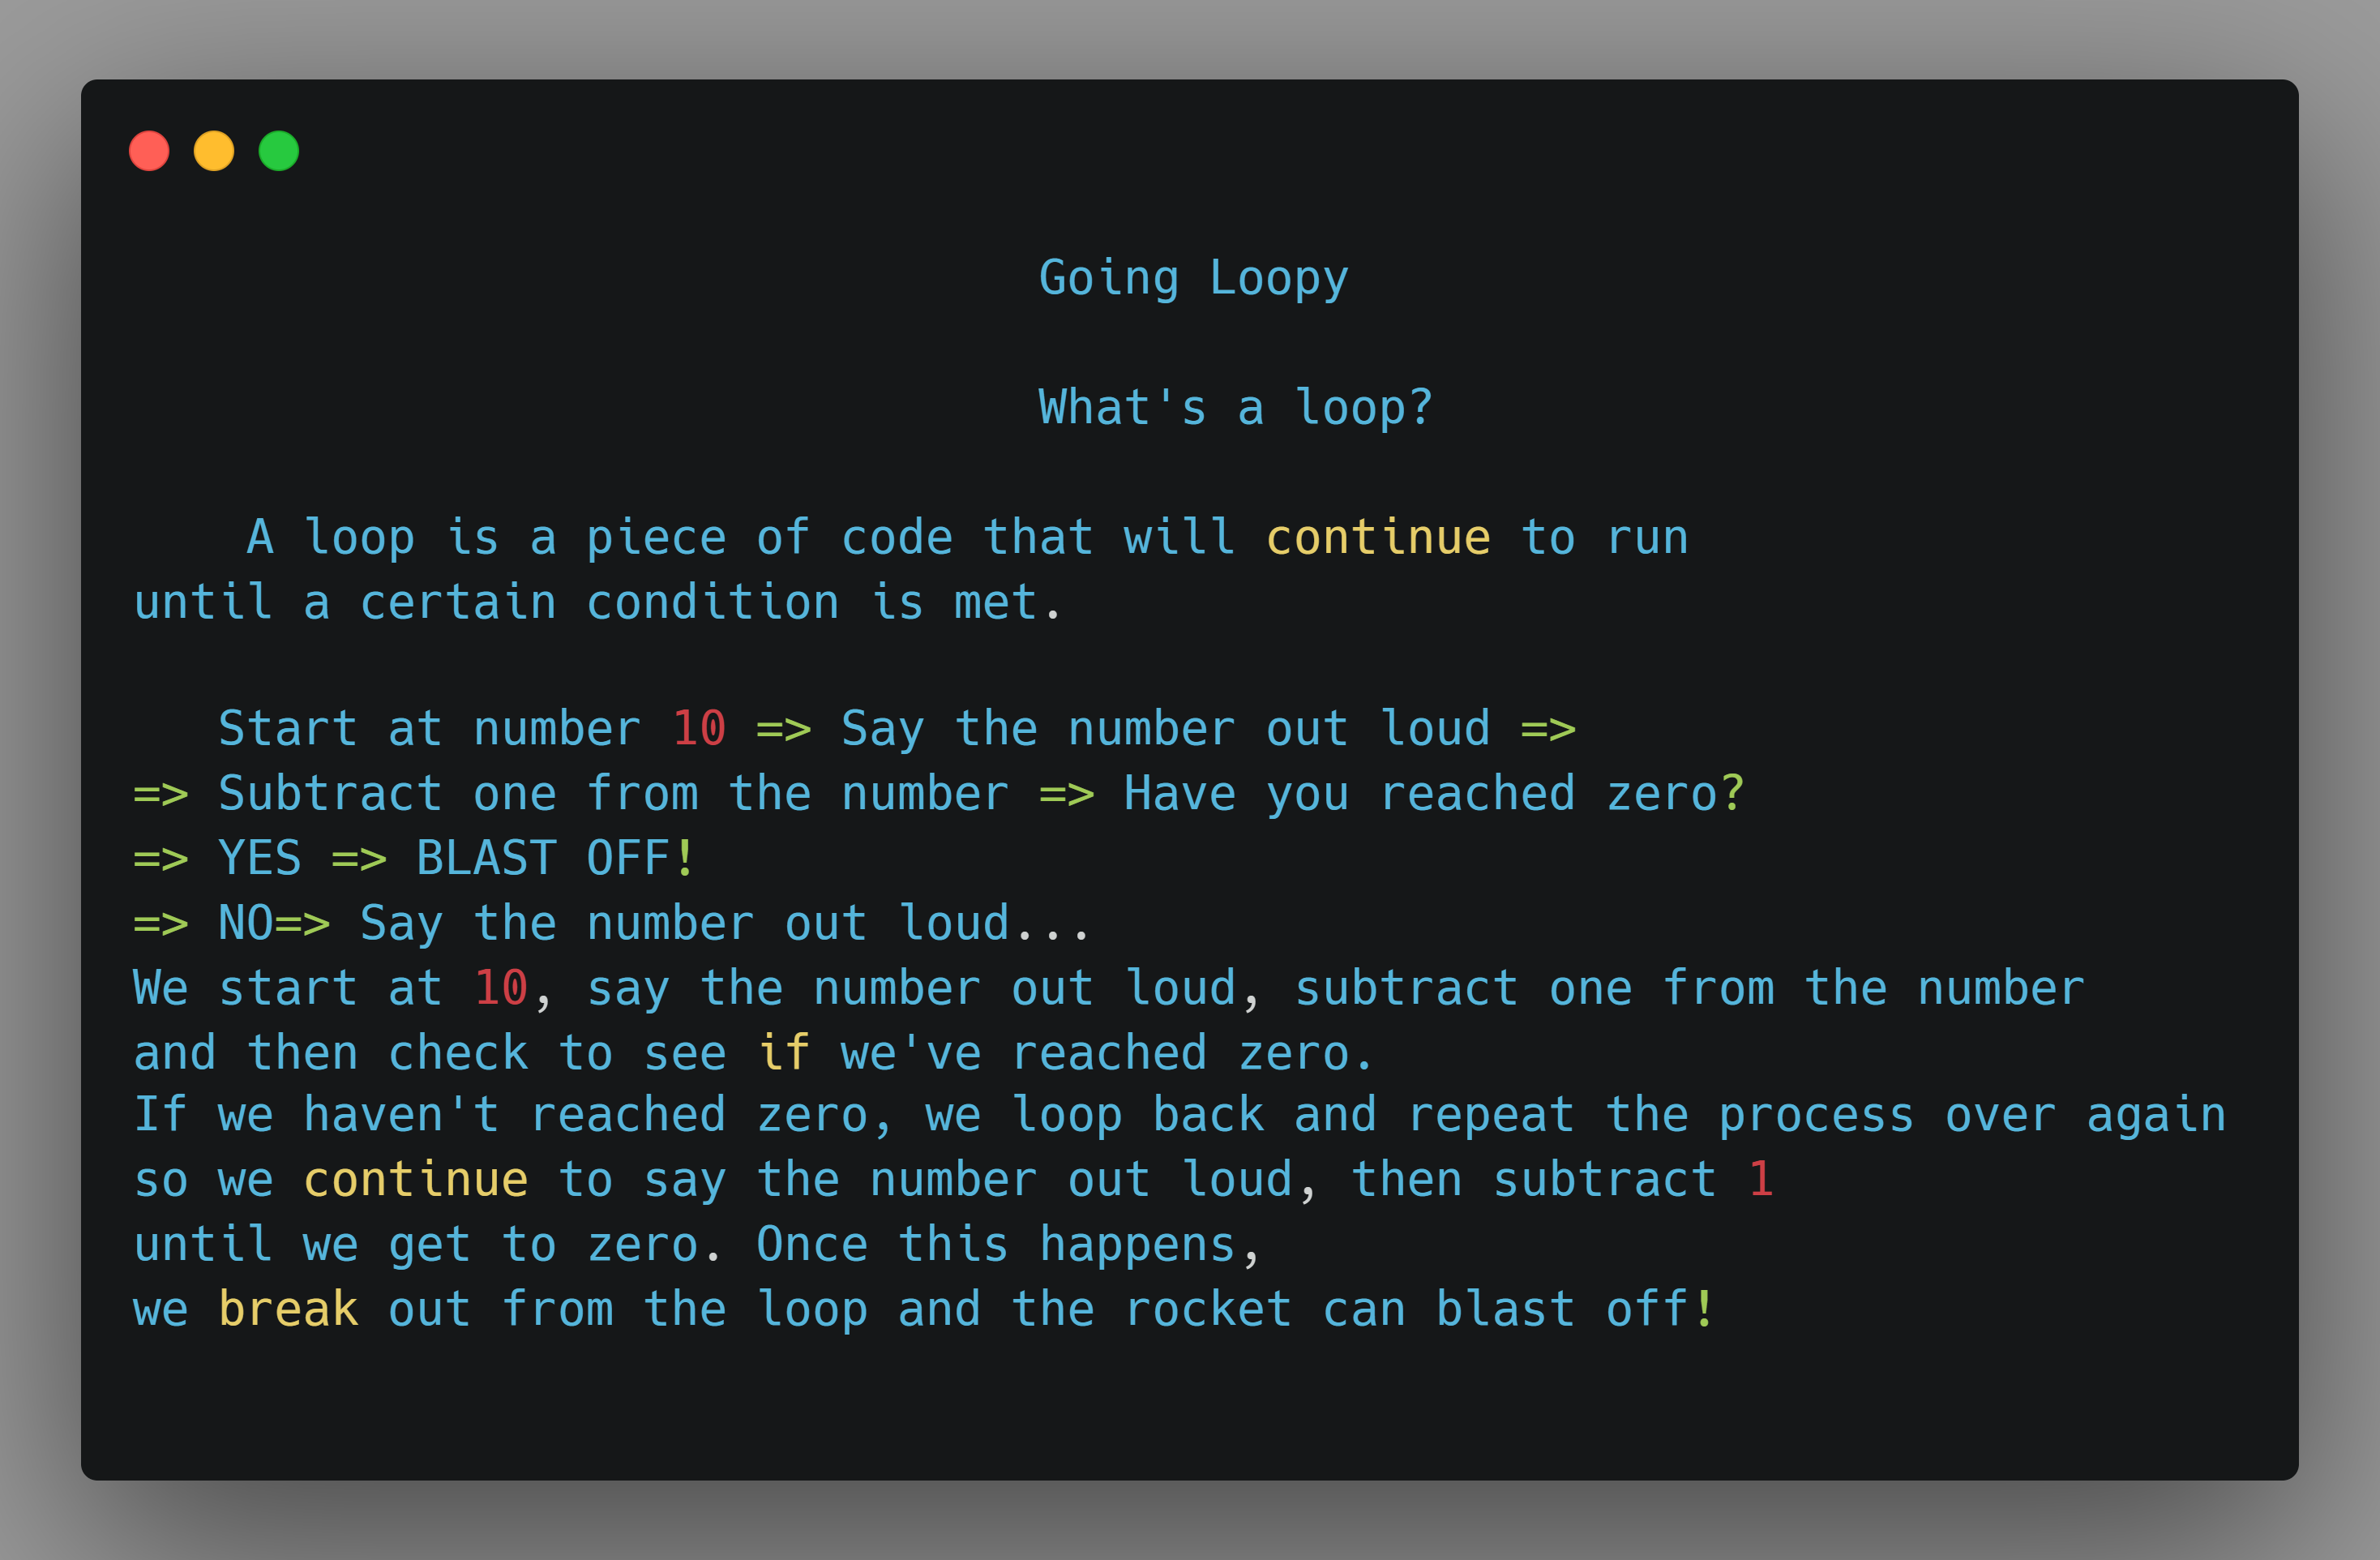 Going Loopy
What's a loop?
A loop is a piece of code that will continue to run
until a certain condition is met.
Start at number 10 => Say the number out loud =>
=> Subtract one from the number => Have you reached zero?
=> YES => BLAST OFF!
=> NO=> Say the number out loud...
We start at 10, say the number out loud, subtract one from the number
and then check to see if we've reached zero.
If we haven't reached zero, we loop back and repeat the process over again
so we continue to say the number out loud, then subtract 1
until we get to zero. Once this happens,
we break out from the loop and the rocket can blast off!